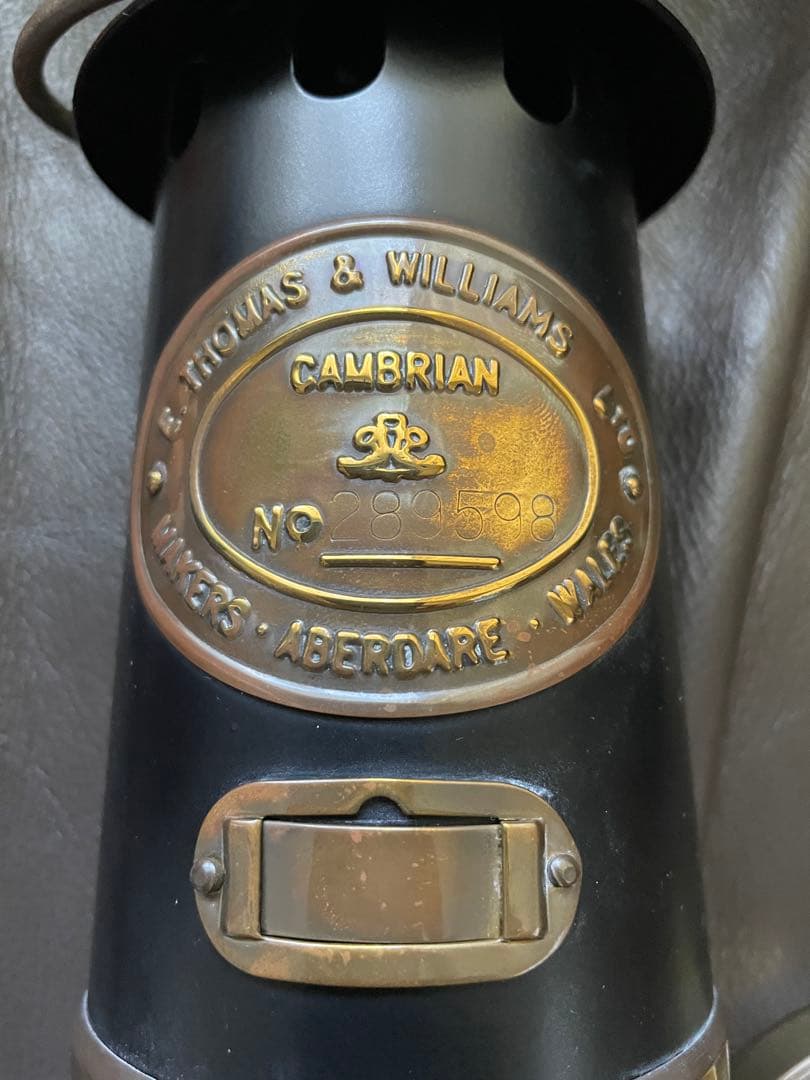 E. THOMAS & WILLIAMS LTD.
CAMBRIAN
NO 289598
MAKERS · ABERDARE · WALES